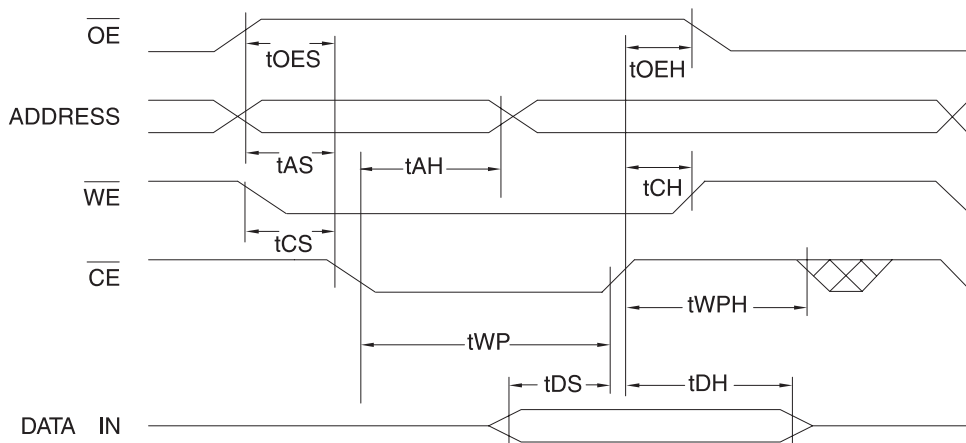 OE
tOES
tOEH
ADDRESS
tAS
tAH
WE
tCH
tCS
CE
tWPH
tWP
tDS
tDH
DATA IN